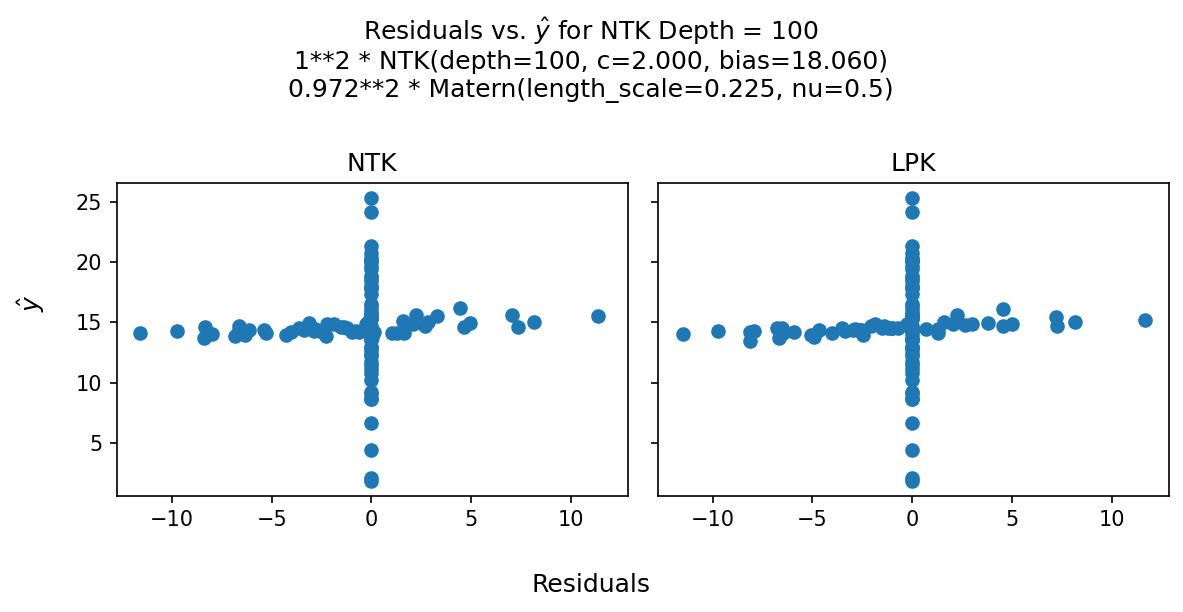 Residuals vs. ŷ for NTK Depth = 100
1**2 * NTK(depth=100, c=2.000, bias=18.060)
0.972**2 * Matern(length_scale=0.225, nu=0.5)
NTK
LPK
25
20
15
10
5
ŷ
−10 −5 0 5 10
−10 −5 0 5 10
Residuals